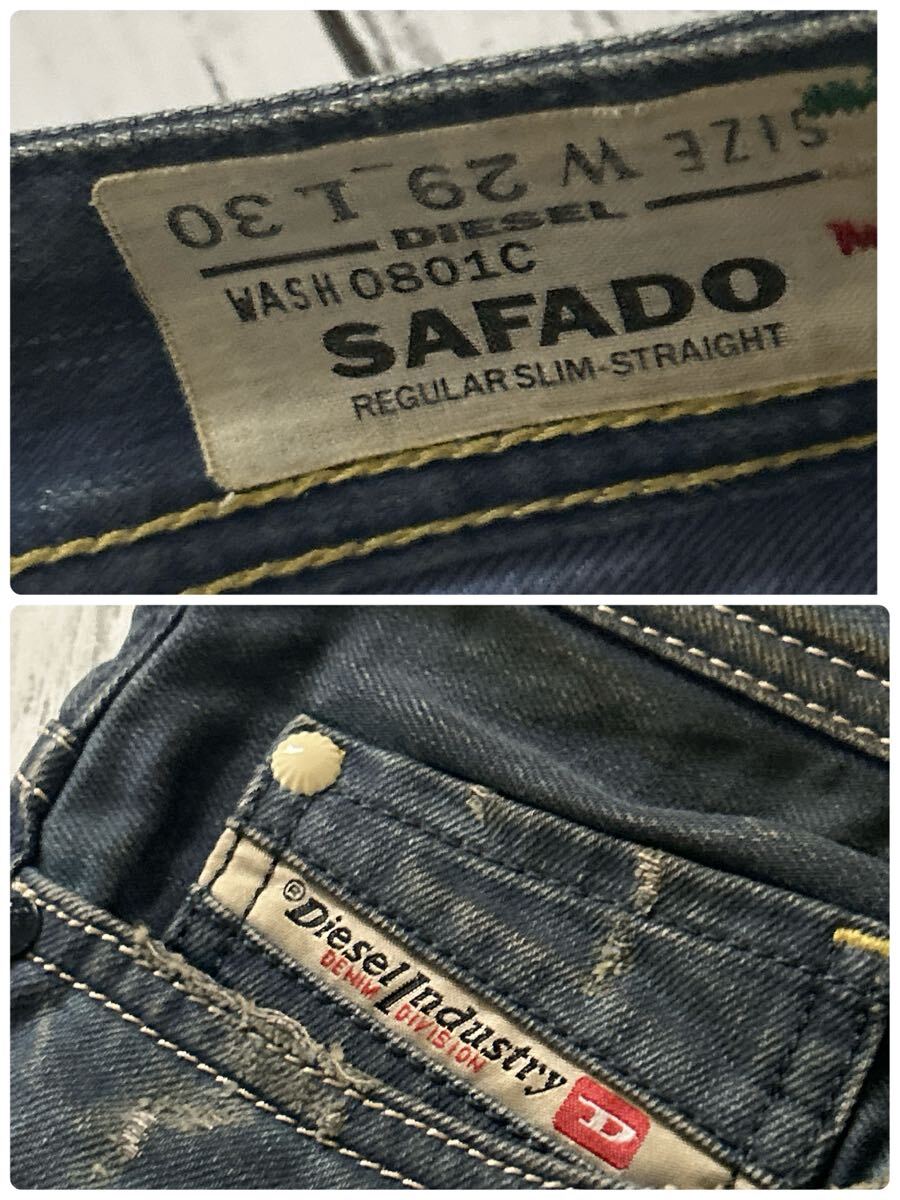 SIZE W 29 L 30
DIESEL
WASH 0801C
SAFADO
REGULAR SLIM-STRAIGHT
® Diesel Industry
DENIM DIVISION
D